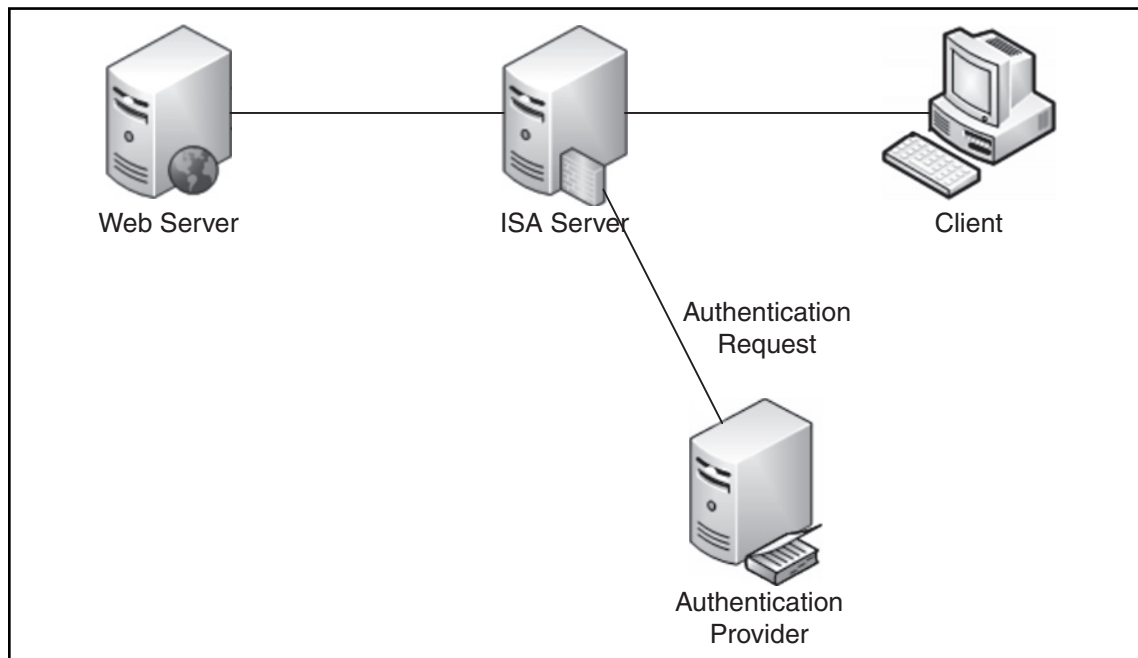 Web Server
ISA Server
Client
Authentication
Request
Authentication
Provider